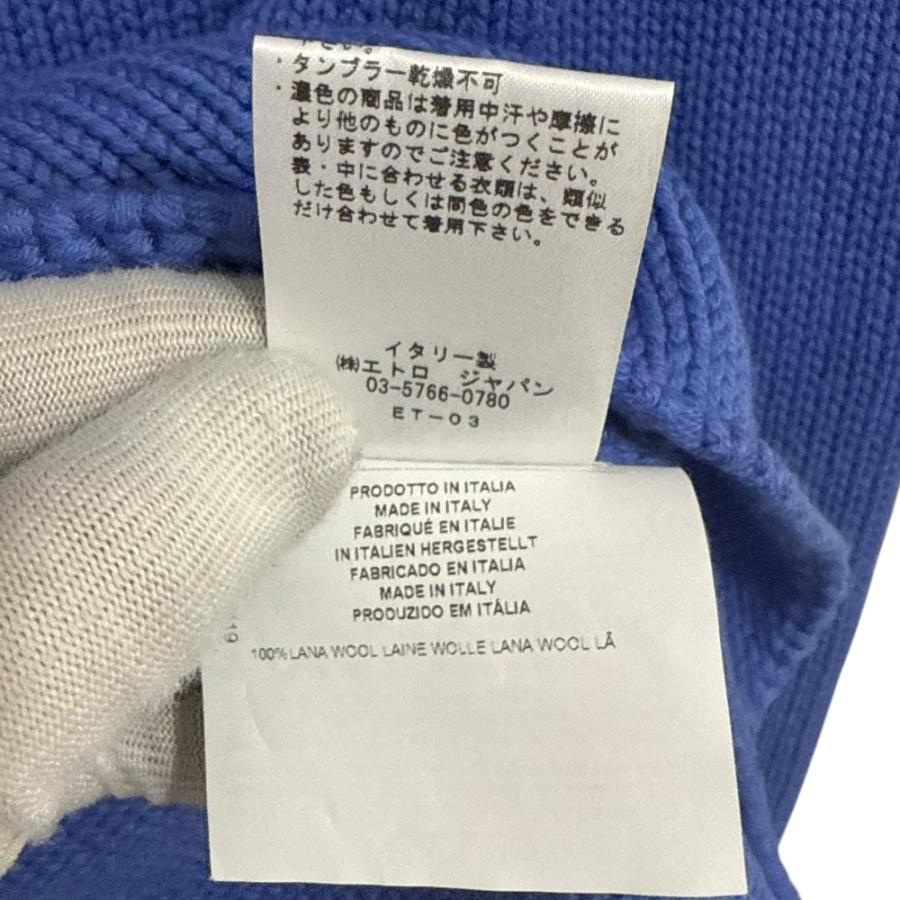 下さい。
・タンブラー乾燥不可
・濃色の商品は着用中汗や摩擦に
より他のものに色がつくことが
ありますのでご注意ください。
表・中に合わせる衣類は、類似
した色もしくは同色の色をできる
だけ合わせて着用下さい。
イタリー製
㈱エトロ ジャパン
03-5766-0780
ET-03
PRODOTTO IN ITALIA
MADE IN ITALY
FABRIQUÉ EN ITALIE
IN ITALIEN HERGESTELLT
FABRICADO EN ITALIA
MADE IN ITALY
PRODUZIDO EM ITÁLIA
19
100% LANA WOOL LAINE WOLLE LANA WOOL LÃ